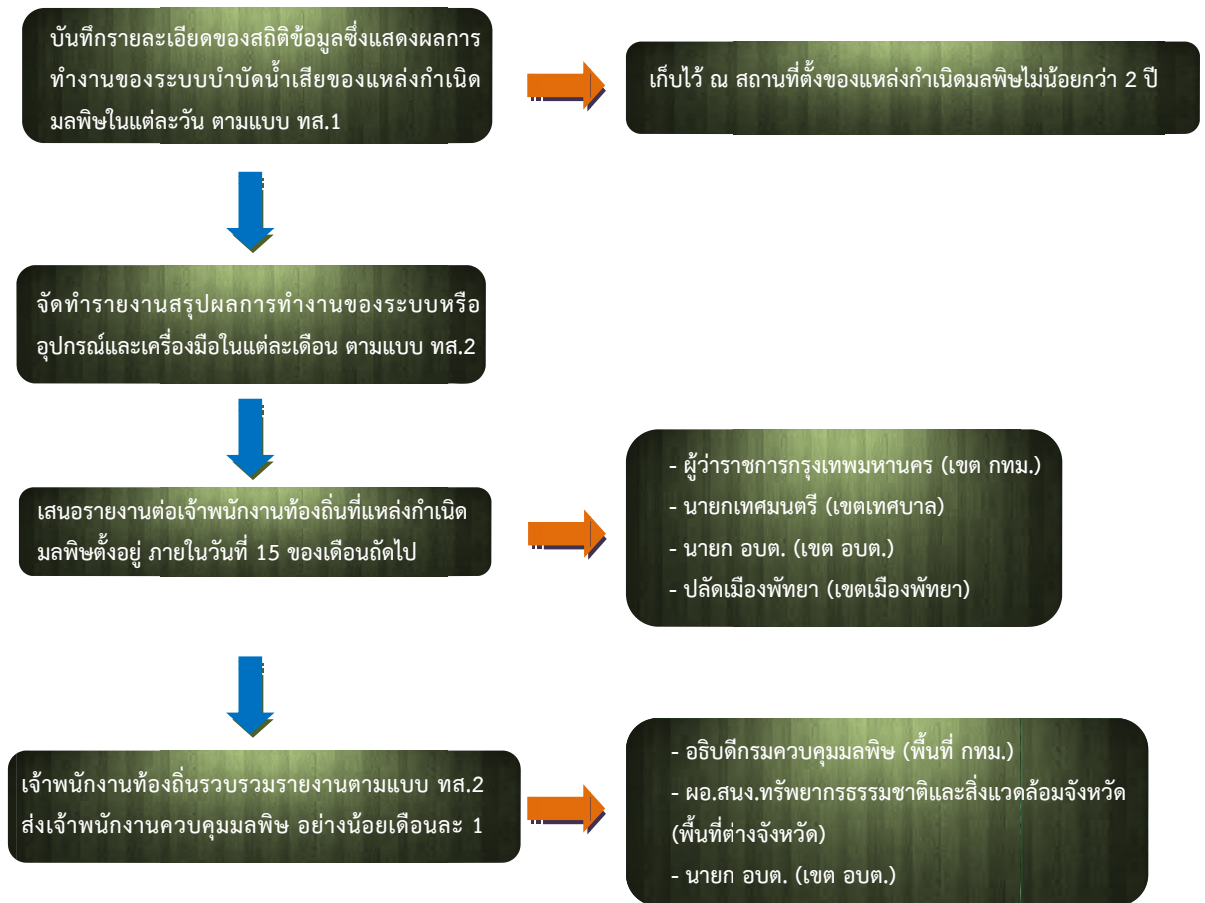 บันทึกรายละเอียดของสถิติข้อมูลซึ่งแสดงผลการ
ทำงานของระบบบำบัดน้ำเสียของแหล่งกำเนิด
มลพิษในแต่ละวัน ตามแบบ ทส.1
เก็บไว้ ณ สถานที่ตั้งของแหล่งกำเนิดมลพิษไม่น้อยกว่า 2 ปี
จัดทำรายงานสรุปผลการทำงานของระบบหรือ
อุปกรณ์และเครื่องมือในแต่ละเดือน ตามแบบ ทส.2
เสนอรายงานต่อเจ้าพนักงานท้องถิ่นที่แหล่งกำเนิด
มลพิษตั้งอยู่ ภายในวันที่ 15 ของเดือนถัดไป
- ผู้ว่าราชการกรุงเทพมหานคร (เขต กทม.)
- นายกเทศมนตรี (เขตเทศบาล)
- นายก อบต. (เขต อบต.)
- ปลัดเมืองพัทยา (เขตเมืองพัทยา)
เจ้าพนักงานท้องถิ่นรวบรวมรายงานตามแบบ ทส.2
ส่งเจ้าพนักงานควบคุมมลพิษ อย่างน้อยเดือนละ 1
- อธิบดีกรมควบคุมมลพิษ (พื้นที่ กทม.)
- ผอ.สนง.ทรัพยากรธรรมชาติและสิ่งแวดล้อมจังหวัด
(พื้นที่ต่างจังหวัด)
- นายก อบต. (เขต อบต.)